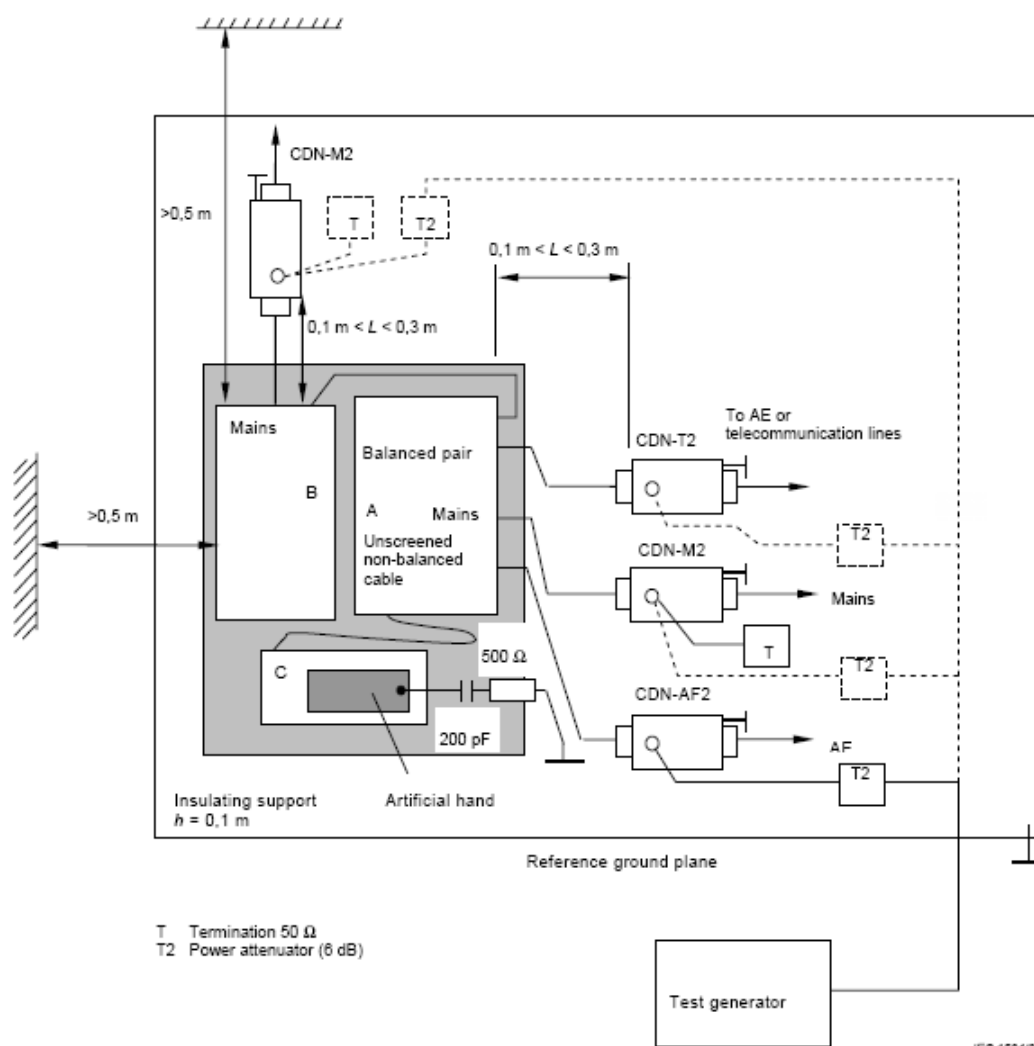 CDN-M2
>0,5 m
T
T2
0,1 m < L < 0,3 m
0,1 m < L < 0,3 m
Mains
B
Balanced pair
A
Mains
Unscreened
non-balanced
cable
To AE or
telecommunication lines
CDN-T2
T2
>0,5 m
CDN-M2
Mains
T
T2
C
500 Ω
200 pF
CDN-AF2
AE
T2
Insulating support
h = 0,1 m
Artificial hand
Reference ground plane
T Termination 50 Ω
T2 Power attenuator (6 dB)
Test generator